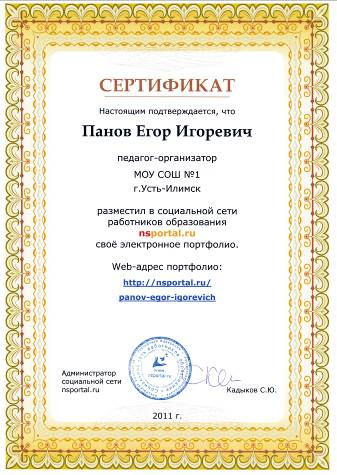 СЕРТИФИКАТ
Настоящим подтверждается, что
Панов Егор Игоревич
педагог-организатор
МОУ СОШ №1
г.Усть-Илимск
разместил в социальной сети
работников образования
nsportal.ru
своё электронное портфолио.
Web-адрес портфолио:
http://nsportal.ru/
panov-egor-igorevich
Администратор
социальной сети
nsportal.ru
nsportal.ru
Кадыков С.Ю.
2011 г.